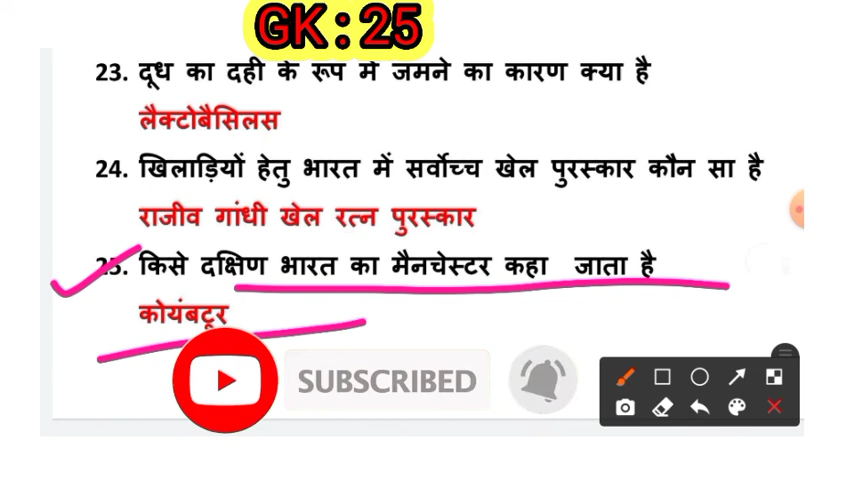 GK : 25
23. दूध का दही के रूप में जमने का कारण क्या है
लैक्टोबैसिलस
24. खिलाड़ियों हेतु भारत में सर्वोच्च खेल पुरस्कार कौन सा है
राजीव गांधी खेल रत्न पुरस्कार
25. किसे दक्षिण भारत का मैनचेस्टर कहा जाता है
कोयंबटूर
SUBSCRIBED